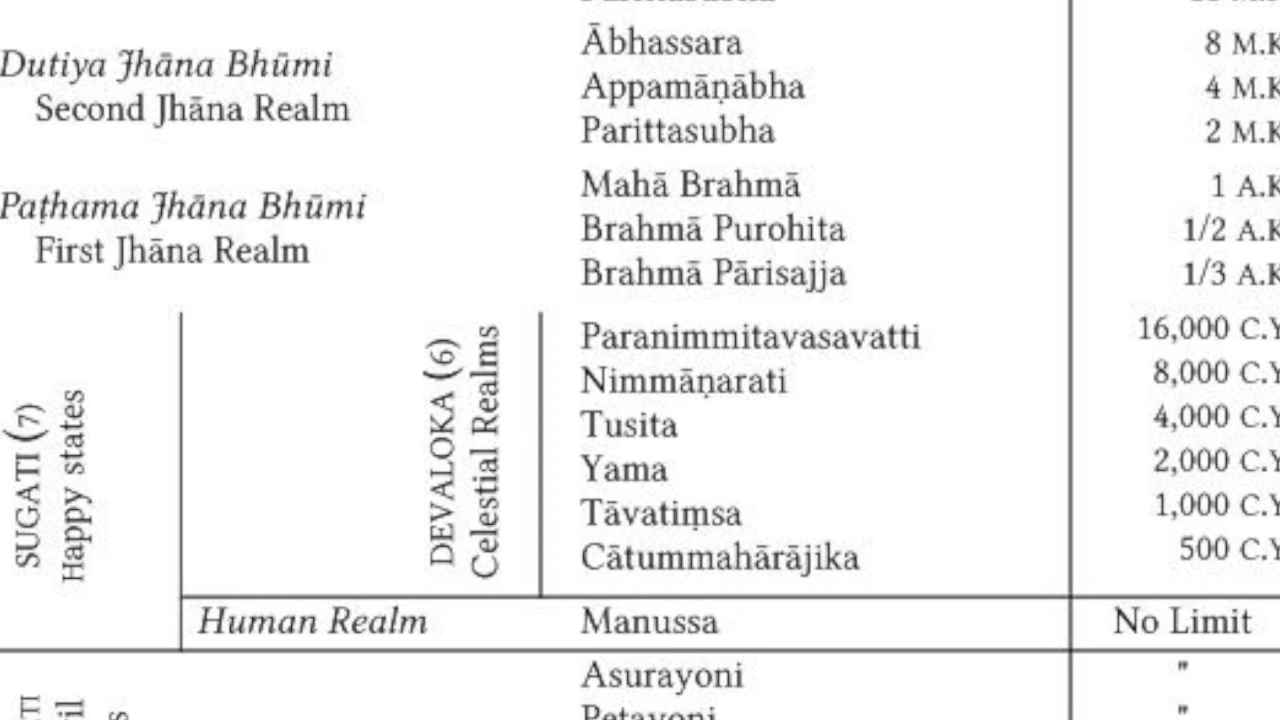 Ābhassara 8 M.K
Dutiya Jhāna Bhūmi
Second Jhāna Realm
Appamāṇābha 4 M.K
Parittasubha 2 M.K
Mahā Brahmā 1 A.K
Paṭhama Jhāna Bhūmi
First Jhāna Realm
Brahmā Purohita 1/2 A.K
Brahmā Pārisajja 1/3 A.K
SUGATI (7)
Happy states
DEVALOKA (6)
Celestial Realms
Paranimmitavasavatti 16,000 C.Y
Nimmāṇarati 8,000 C.Y
Tusita 4,000 C.Y
Yama 2,000 C.Y
Tāvatiṃsa 1,000 C.Y
Cātummahārājika 500 C.Y
Human Realm Manussa No Limit
Asurayoni "
Petayoni "